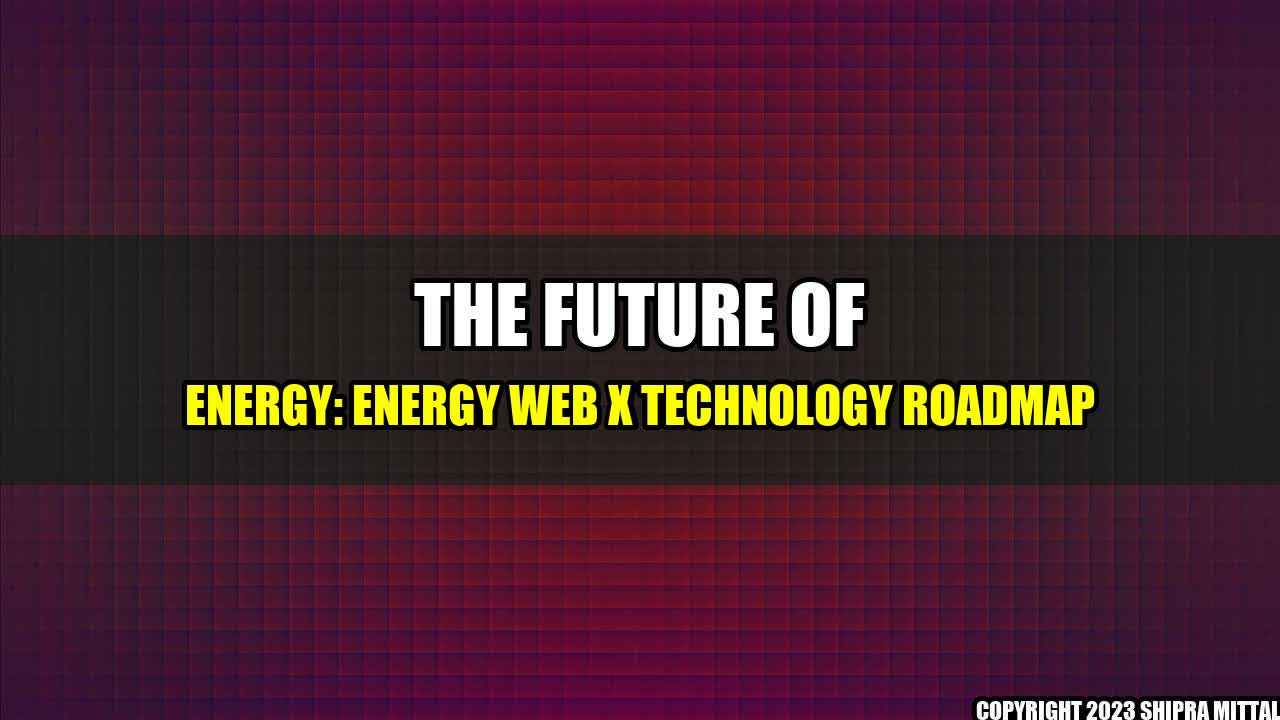 THE FUTURE OF
ENERGY: ENERGY WEB X TECHNOLOGY ROADMAP
COPYRIGHT 2023 SHIPRA MITTAL